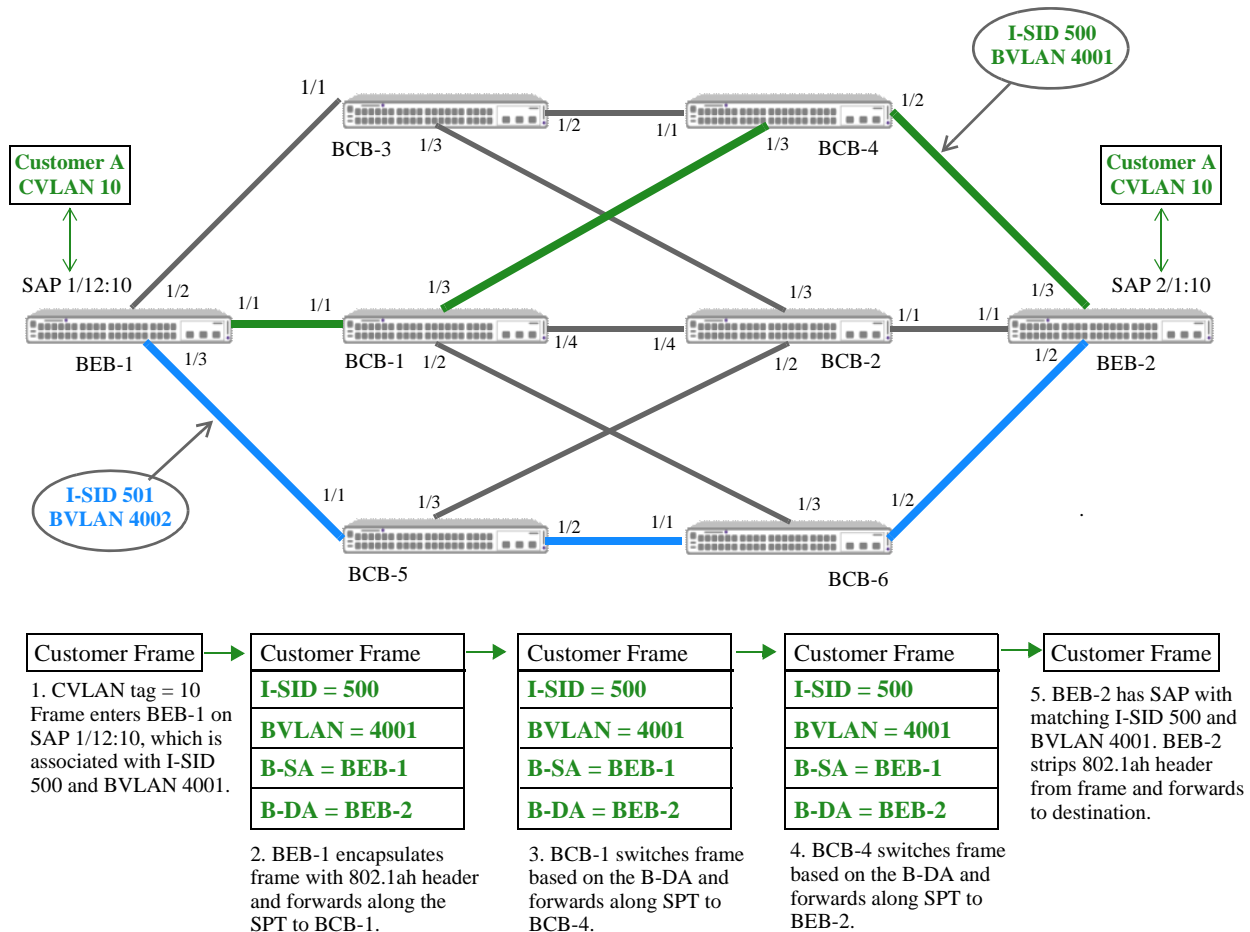 I-SID 500
BVLAN 4001
1/1
1/2
1/2
1/1
BCB-3
1/3
1/3
BCB-4
Customer A
CVLAN 10
Customer A
CVLAN 10
SAP 1/12:10
1/2
1/3
1/3
1/3
SAP 2/1:10
1/1
1/1
1/1
1/1
BEB-1
1/3
BCB-1
1/4
1/2
1/4
BCB-2
1/2
1/2
BEB-2
I-SID 501
BVLAN 4002
1/1
1/3
1/2
1/1
1/3
1/2
.
BCB-5
BCB-6
Customer Frame
1. CVLAN tag = 10
Frame enters BEB-1 on
SAP 1/12:10, which is
associated with I-SID
500 and BVLAN 4001.
Customer Frame
I-SID = 500
BVLAN = 4001
B-SA = BEB-1
B-DA = BEB-2
2. BEB-1 encapsulates
frame with 802.1ah header
and forwards along the
SPT to BCB-1.
Customer Frame
I-SID = 500
BVLAN = 4001
B-SA = BEB-1
B-DA = BEB-2
3. BCB-1 switches frame
based on the B-DA and
forwards along SPT to
BCB-4.
Customer Frame
I-SID = 500
BVLAN = 4001
B-SA = BEB-1
B-DA = BEB-2
4. BCB-4 switches frame
based on the B-DA and
forwards along SPT to
BEB-2.
Customer Frame
5. BEB-2 has SAP with
matching I-SID 500 and
BVLAN 4001. BEB-2
strips 802.1ah header
from frame and forwards
to destination.